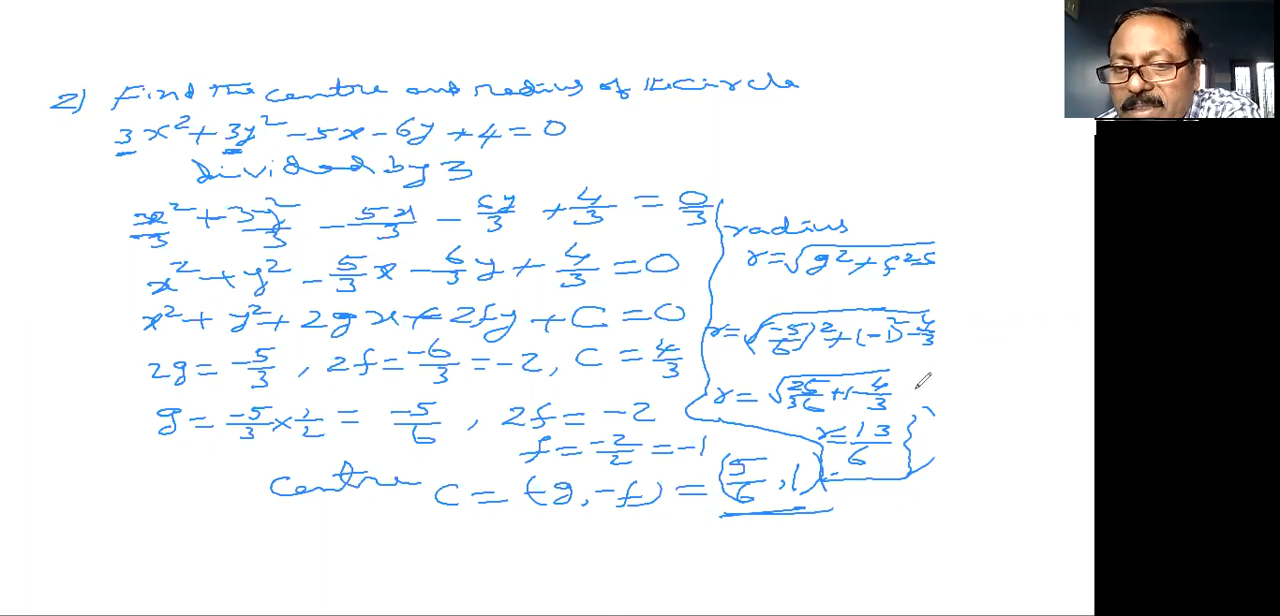 2) Find the centre and radius of the circle
3x² + 3y² - 5x - 6y + 4 = 0
Divided by 3
3x²/3 + 3y²/3 - 5x/3 - 6y/3 + 4/3 = 0/3
x² + y² - 5/3 x - 6/3 y + 4/3 = 0
x² + y² + 2gx + 2fy + C = 0
2g = -5/3 , 2f = -6/3 = -2, C = 4/3
g = -5/3 × 1/2 = -5/6 , 2f = -2
f = -2/2 = -1
centre C = (-g, -f) = (5/6 , 1)
radius
r = √g² + f² - c
r = √(-5/6)² + (-1)² - 4/3
r = √25/36 + 1 - 4/3
r = 13/6